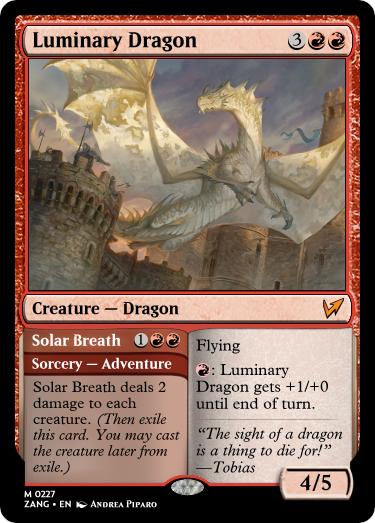 Luminary Dragon 3
Creature — Dragon
Solar Breath 1
Sorcery — Adventure
Solar Breath deals 2
damage to each
creature. (Then exile
this card. You may cast
the creature later from
exile.)
Flying
: Luminary
Dragon gets +1/+0
until end of turn.
“The sight of a dragon
is a thing to die for!”
—Tobias
4/5
M 0227
ZANG • EN Andrea Piparo